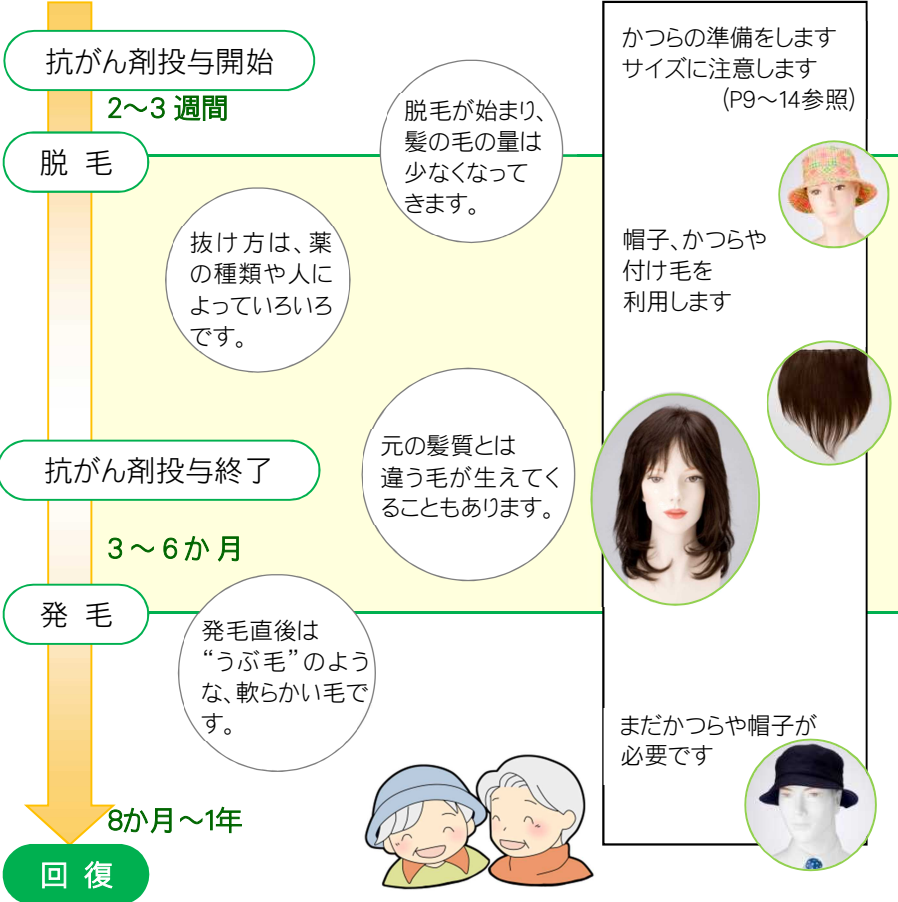 抗がん剤投与開始
2～3 週間
脱 毛
脱毛が始まり、
髪の毛の量は
少なくなって
きます。
抜け方は、薬
の種類や人に
よっていろいろ
です。
抗がん剤投与終了
元の髪質とは
違う毛が生えてく
ることもあります。
3～6か月
発 毛
発毛直後は
“うぶ毛”のよう
な、軟らかい毛で
す。
8か月～1年
回 復
かつらの準備をします
サイズに注意します
(P9～14参照)
帽子、かつらや
付け毛を
利用します
まだかつらや帽子が
必要です